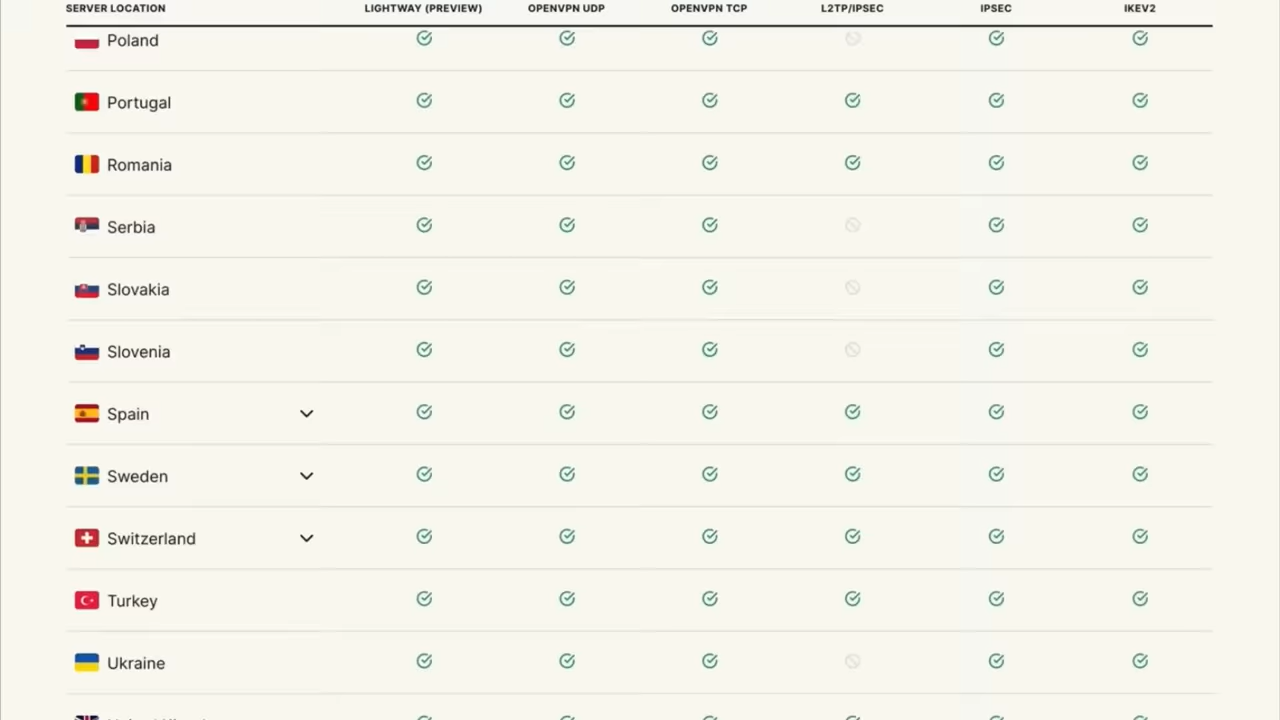 SERVER LOCATION LIGHTWAY (PREVIEW) OPENVPN UDP OPENVPN TCP L2TP/IPSEC IPSEC IKEV2
Poland
Portugal
Romania
Serbia
Slovakia
Slovenia
Spain
Sweden
Switzerland
Turkey
Ukraine